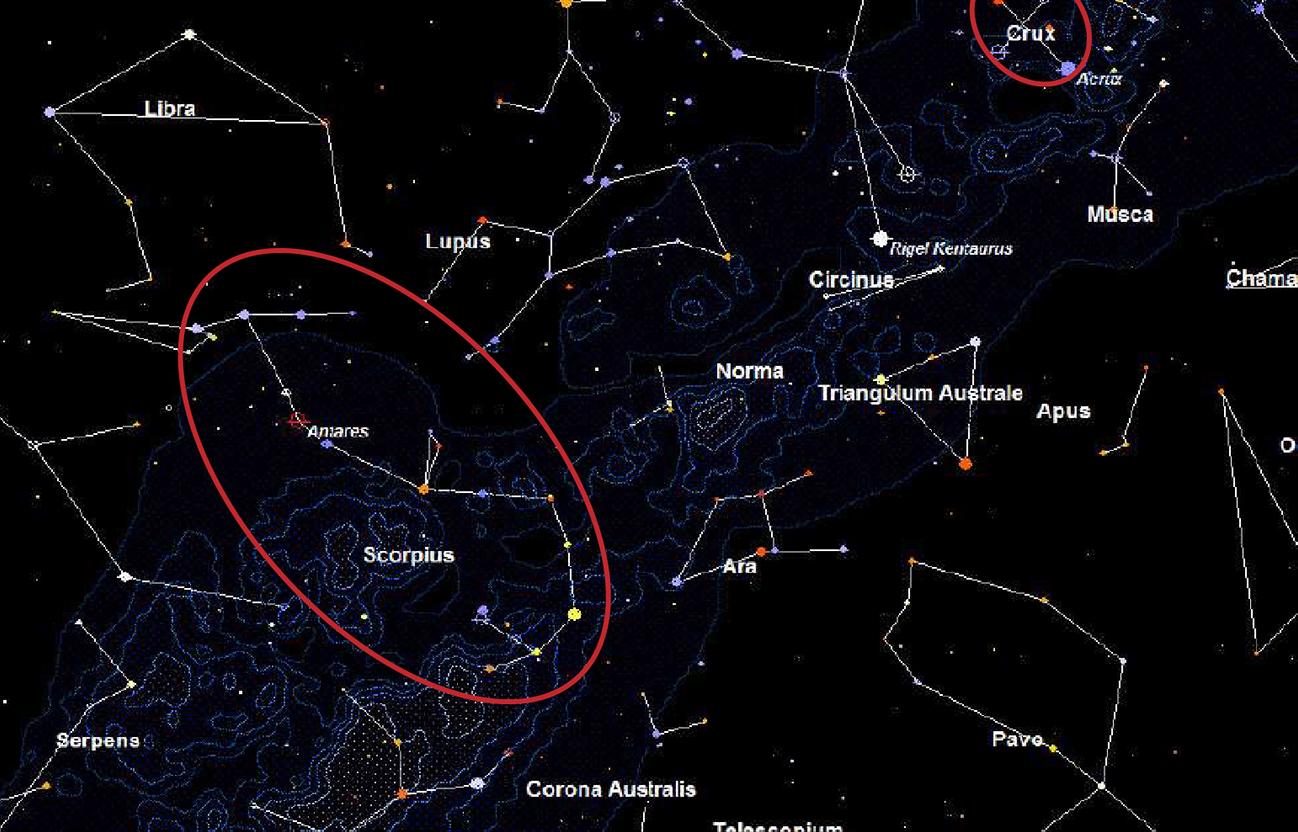 Crux
Acrux
Libra
Musca
Lupus
Rigel Kentaurus
Circinus
Chama
Norma
Triangulum Australe
Apus
Antares
O
Scorpius
Ara
Serpens
Pavo
Corona Australis
Telescopium